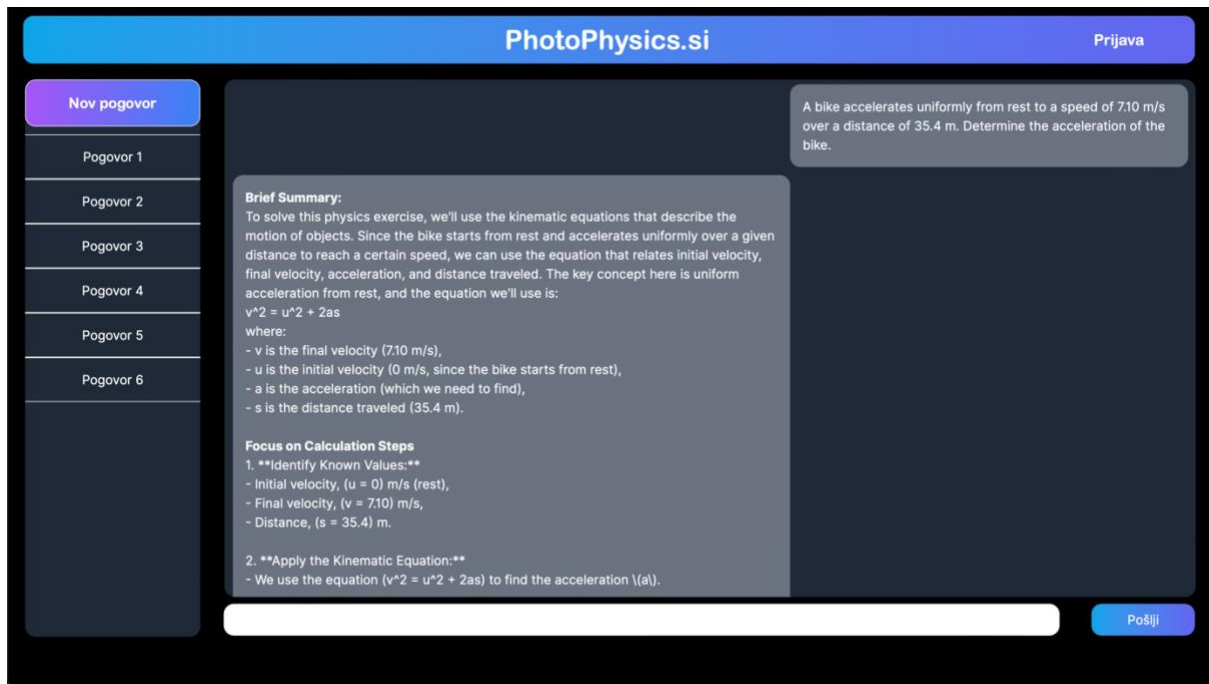 PhotoPhysics.si
Prijava
Nov pogovor
Pogovor 1
Pogovor 2
Pogovor 3
Pogovor 4
Pogovor 5
Pogovor 6
A bike accelerates uniformly from rest to a speed of 7.10 m/s
over a distance of 35.4 m. Determine the acceleration of the
bike.
Brief Summary:
To solve this physics exercise, we'll use the kinematic equations that describe the
motion of objects. Since the bike starts from rest and accelerates uniformly over a given
distance to reach a certain speed, we can use the equation that relates initial velocity,
final velocity, acceleration, and distance traveled. The key concept here is uniform
acceleration from rest, and the equation we'll use is:
v^2 = u^2 + 2as
where:
- v is the final velocity (7.10 m/s),
- u is the initial velocity (0 m/s, since the bike starts from rest),
- a is the acceleration (which we need to find),
- s is the distance traveled (35.4 m).
Focus on Calculation Steps
1. **Identify Known Values:**
- Initial velocity, (u = 0) m/s (rest),
- Final velocity, (v = 7.10) m/s,
- Distance, (s = 35.4) m.
2. **Apply the Kinematic Equation:**
- We use the equation (v^2 = u^2 + 2as) to find the acceleration \(a\).
Pošlji